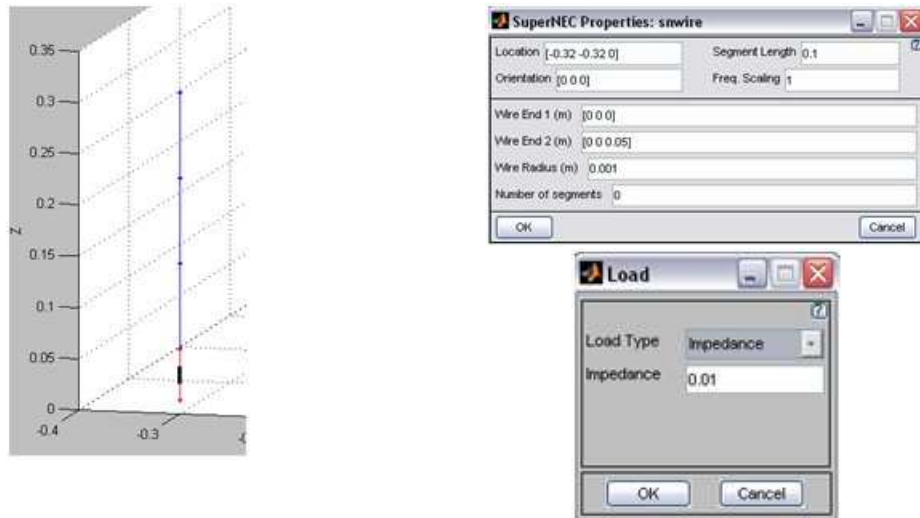 0.35
0.3
0.25
0.2
Z
0.15
0.1
0.05
0
-0.4
-0.3
SuperNEC Properties: snwire
Location [-0.32 -0.32 0] Segment Length 0.1
Orientation [0 0 0] Freq. Scaling 1
Wire End 1 (m) [0 0 0]
Wire End 2 (m) [0 0 0.05]
Wire Radius (m) 0.001
Number of segments 0
OK Cancel
Load
Load Type Impedance
Impedance 0.01
OK Cancel